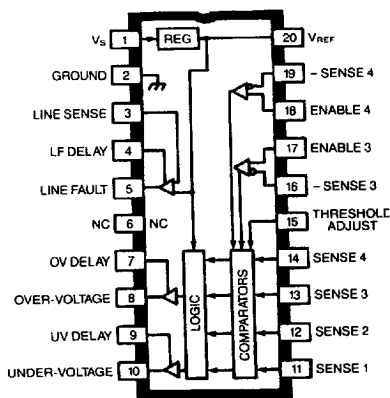 VS 1 REG 20 VREF
GROUND 2 19 – SENSE 4
LINE SENSE 3 18 ENABLE 4
LF DELAY 4 17 ENABLE 3
LINE FAULT 5 16 – SENSE 3
NC 6 NC 15 THRESHOLD
ADJUST
OV DELAY 7 14 SENSE 4
OVER-VOLTAGE 8 13 SENSE 3
UV DELAY 9 12 SENSE 2
UNDER-VOLTAGE 10 11 SENSE 1
LOGIC
COMPARATORS